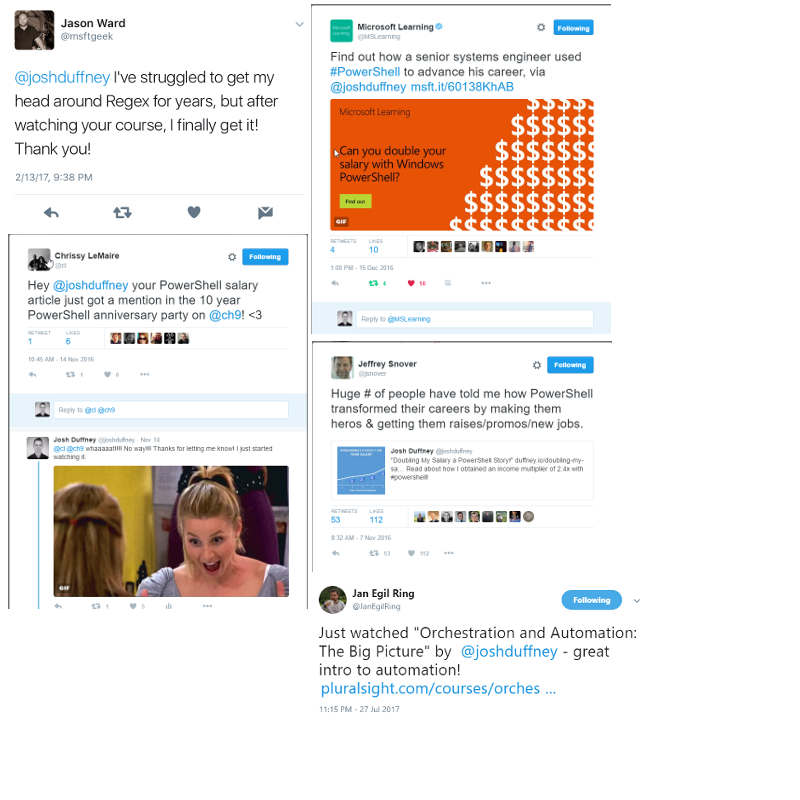 Jason Ward
@msftgeek
@joshduffney I've struggled to get my
head around Regex for years, but after
watching your course, I finally get it!
Thank you!
2/13/17, 9:38 PM
Chrissy LeMaire
@cl
Following
Hey @joshduffney your PowerShell salary
article just got a mention in the 10 year
PowerShell anniversary party on @ch9! <3
RETWEET LIKES
1 6
10:45 AM - 14 Nov 2016
1 6
Reply to @cl @ch9
Josh Duffney @joshduffney · Nov 14
@cl @ch9 whaaaaat!!!! No way!!!! Thanks for letting me know! I just started
watching it.
GIF
1 5
Microsoft Learning
@MSLearning
Following
Find out how a senior systems engineer used
#PowerShell to advance his career, via
@joshduffney msft.it/60138KhAB
Microsoft Learning
Can you double your
salary with Windows
PowerShell?
Find out
GIF
RETWEETS LIKES
4 10
1:00 PM - 15 Dec 2016
4 10
Reply to @MSLearning
Jeffrey Snover
@jsnover
Following
Huge # of people have told me how PowerShell
transformed their careers by making them
heros & getting them raises/promos/new jobs.
Josh Duffney @joshduffney
"Doubling My Salary a PowerShell Story!" duffney.io/doubling-my-
sa... Read about how I obtained an income multiplier of 2.4x with
#powershell!
RETWEETS LIKES
53 112
8:32 AM - 7 Nov 2016
53 112
Jan Egil Ring
@JanEgilRing
Following
Just watched "Orchestration and Automation:
The Big Picture" by @joshduffney - great
intro to automation!
pluralsight.com/courses/orches ...
11:15 PM - 27 Jul 2017